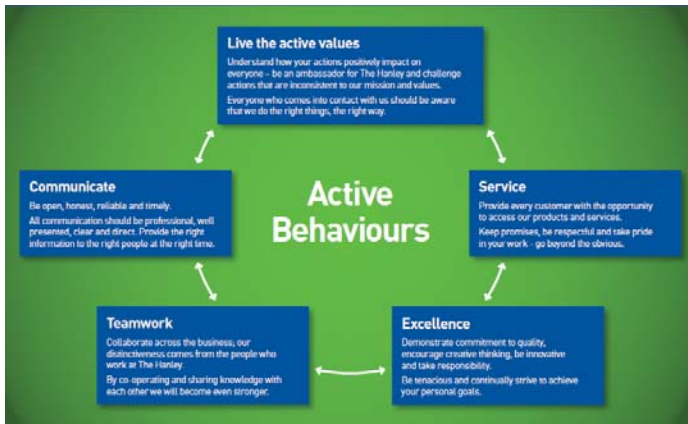 Live the active values
Understand how your actions positively impact on
everyone – be an ambassador for The Hanley and challenge
actions that are inconsistent to our mission and values.
Everyone who comes into contact with us should be aware
that we do the right things, the right way.
Communicate
Be open, honest, reliable and timely.
All communication should be professional, well
presented, clear and direct. Provide the right
information to the right people at the right time.
Active
Behaviours
Service
Provide every customer with the opportunity
to access our products and services.
Keep promises, be respectful and take pride
in your work - go beyond the obvious.
Teamwork
Collaborate across the business; our
distinctiveness comes from the people who
work at The Hanley.
By co-operating and sharing knowledge with
each other we will become even stronger.
Excellence
Demonstrate commitment to quality,
encourage creative thinking, be innovative
and take responsibility.
Be tenacious and continually strive to achieve
your personal goals.